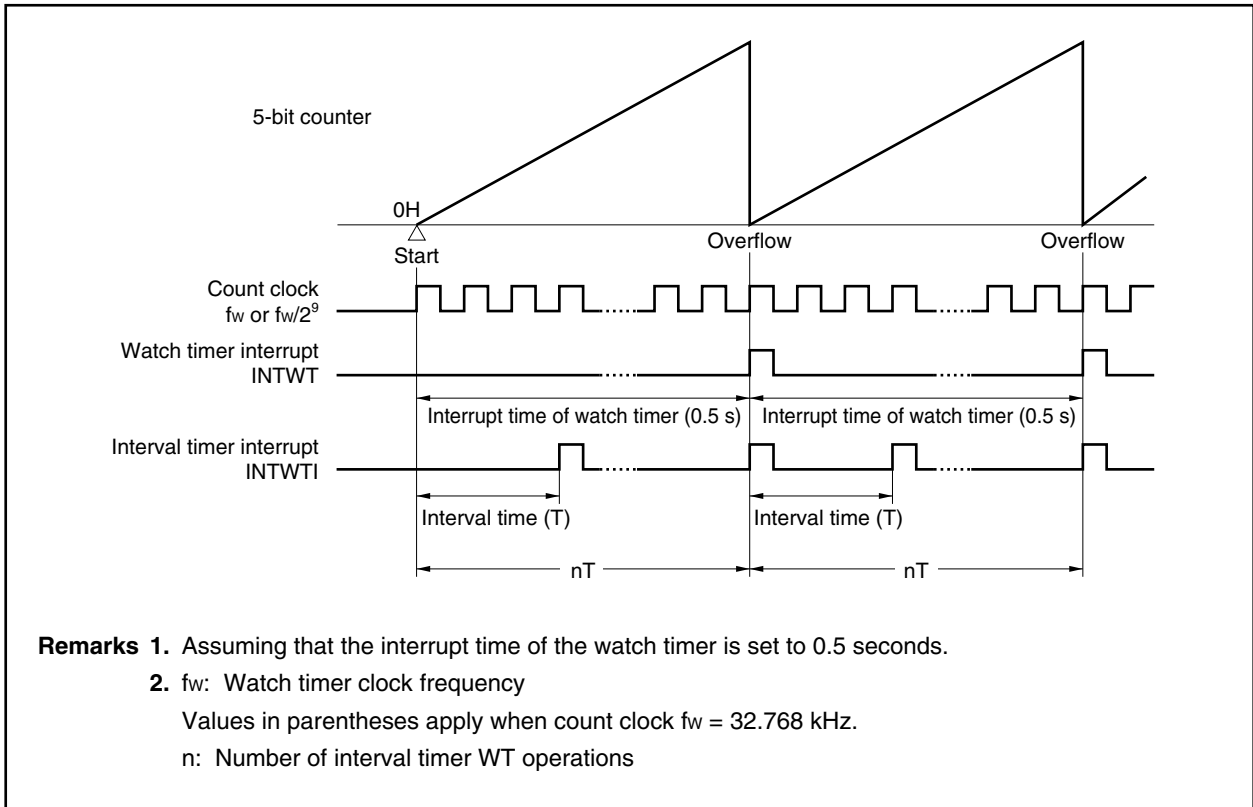 5-bit counter
0H
Start
Overflow
Overflow
Count clock
fw or fw/2⁹
Watch timer interrupt
INTWT
Interrupt time of watch timer (0.5 s)
Interrupt time of watch timer (0.5 s)
Interval timer interrupt
INTWTI
Interval time (T)
Interval time (T)
nT
nT
Remarks 1. Assuming that the interrupt time of the watch timer is set to 0.5 seconds.
2. fw: Watch timer clock frequency
Values in parentheses apply when count clock fw = 32.768 kHz.
n: Number of interval timer WT operations